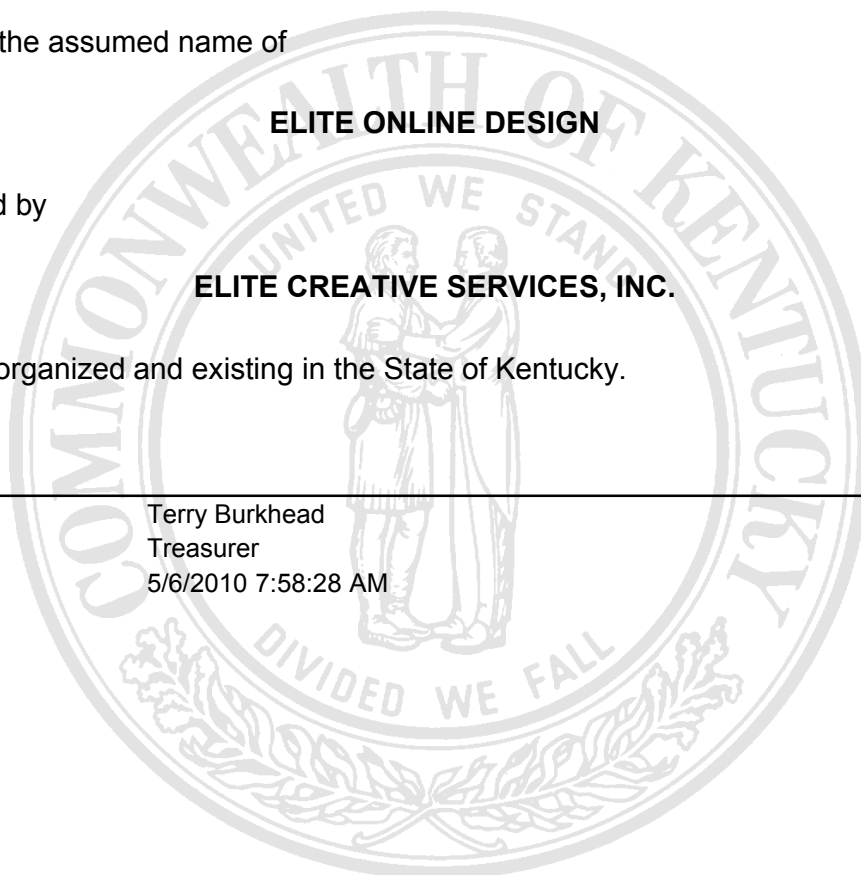 the assumed name of
ELITE ONLINE DESIGN
d by
ELITE CREATIVE SERVICES, INC.
organized and existing in the State of Kentucky.
Terry Burkhead
Treasurer
5/6/2010 7:58:28 AM
COMMONWEALTH OF KENTUCKY
UNITED WE STAND
DIVIDED WE FALL